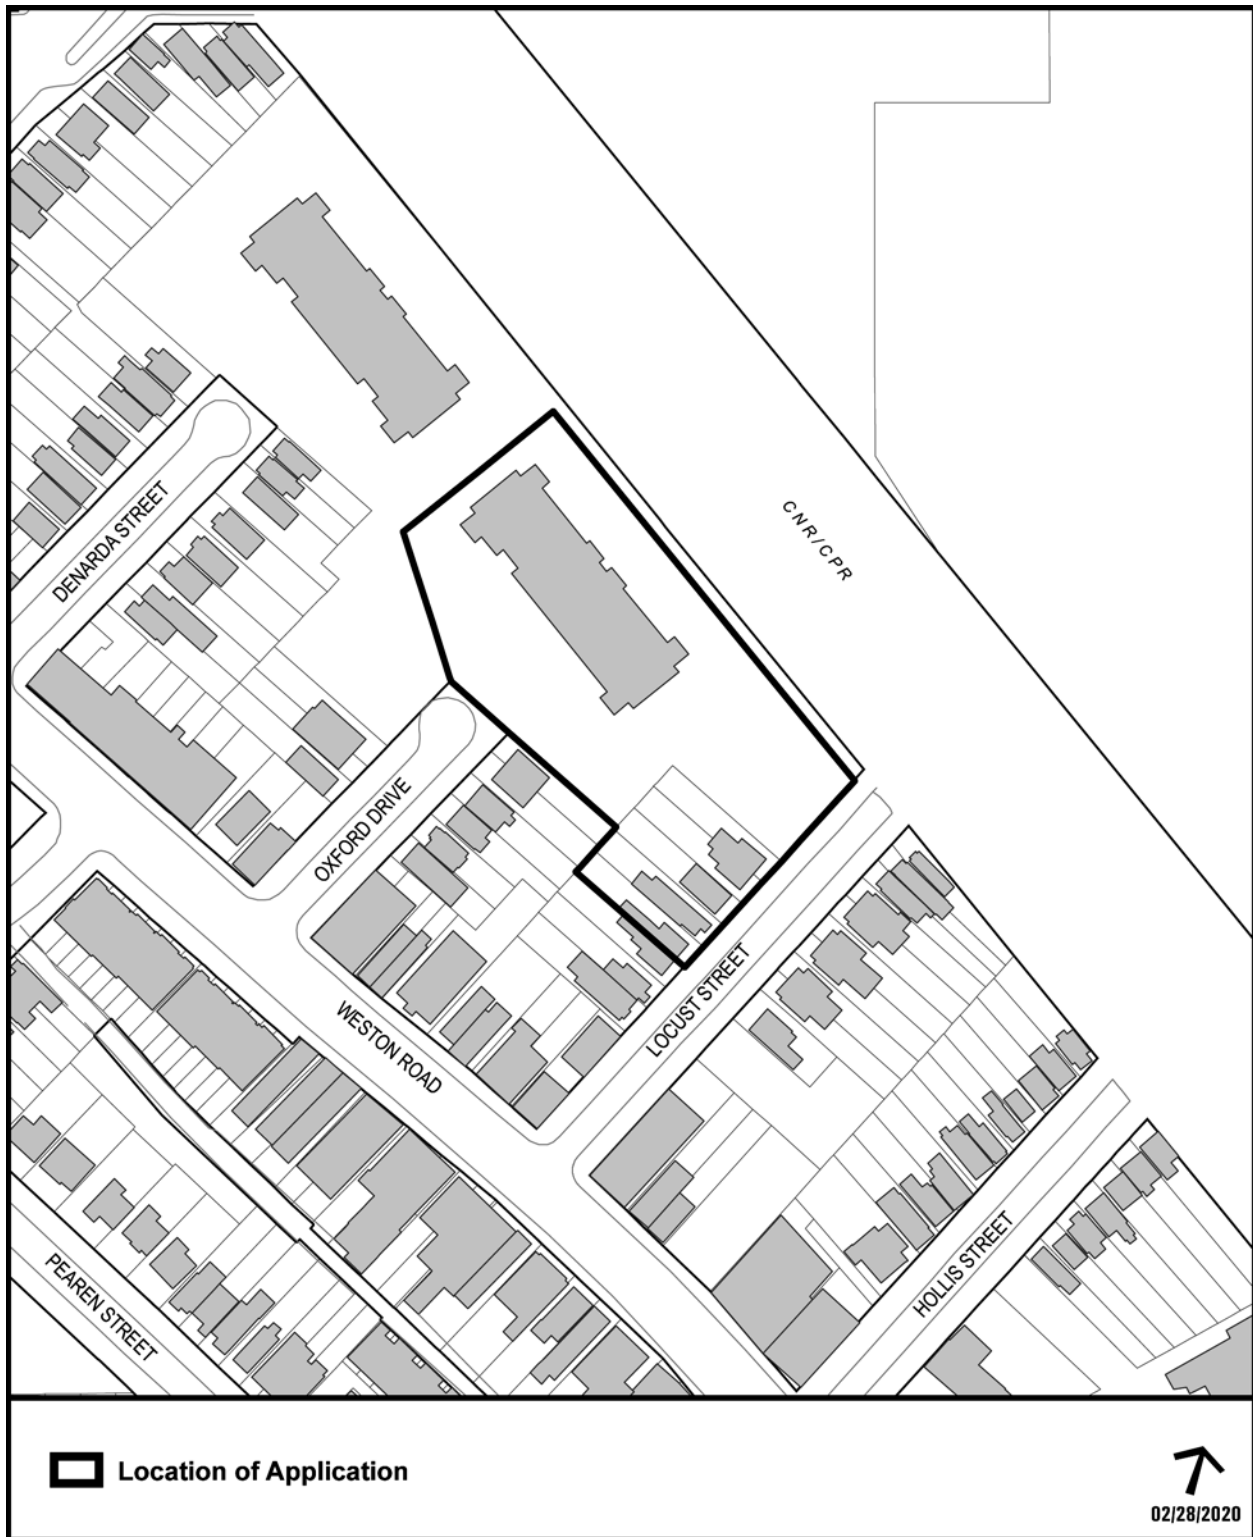 CNR/CPR
DENARDA STREET
OXFORD DRIVE
WESTON ROAD
LOCUST STREET
HOLLIS STREET
PEAREN STREET
Location of Application
02/28/2020